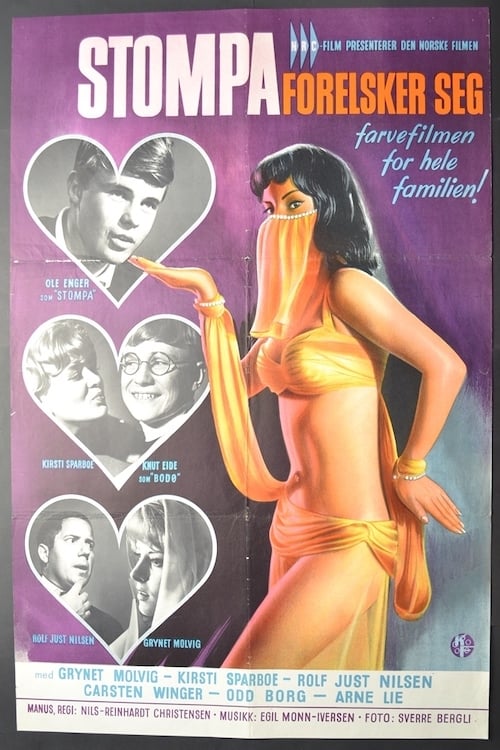 NRC-FILM PRESENTERER DEN NORSKE FILMEN
STOMPA
FORELSKER SEG
farvefilmen
for hele
familien!
OLE ENGER
SOM "STOMPA"
KIRSTI SPARBOE
KNUT EIDE
SOM "BODØ"
ROLF JUST NILSEN
GRYNET MOLVIG
med GRYNET MOLVIG - KIRSTI SPARBOE - ROLF JUST NILSEN
CARSTEN WINGER - ODD BORG - ARNE LIE
MANUS, REGI: NILS-REINHARDT CHRISTENSEN · MUSIKK: EGIL MONN-IVERSEN · FOTO: SVERRE BERGLI